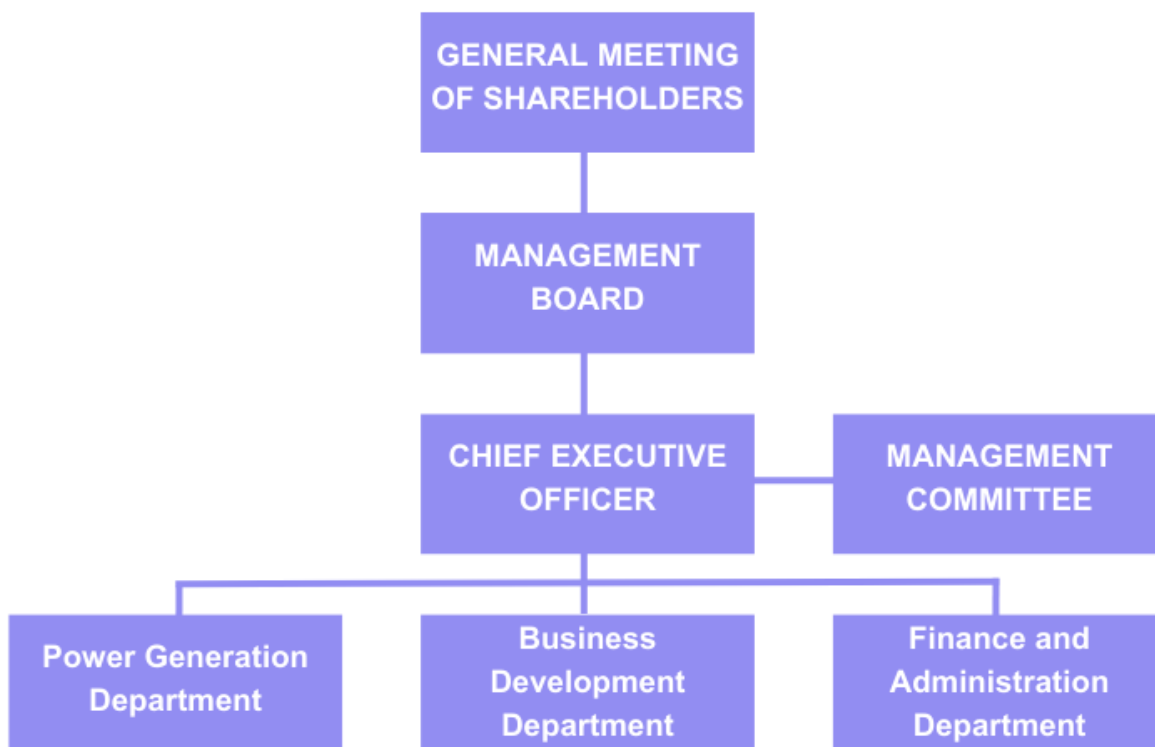 GENERAL MEETING
OF SHAREHOLDERS
MANAGEMENT
BOARD
CHIEF EXECUTIVE
OFFICER
MANAGEMENT
COMMITTEE
Power Generation
Department
Business
Development
Department
Finance and
Administration
Department